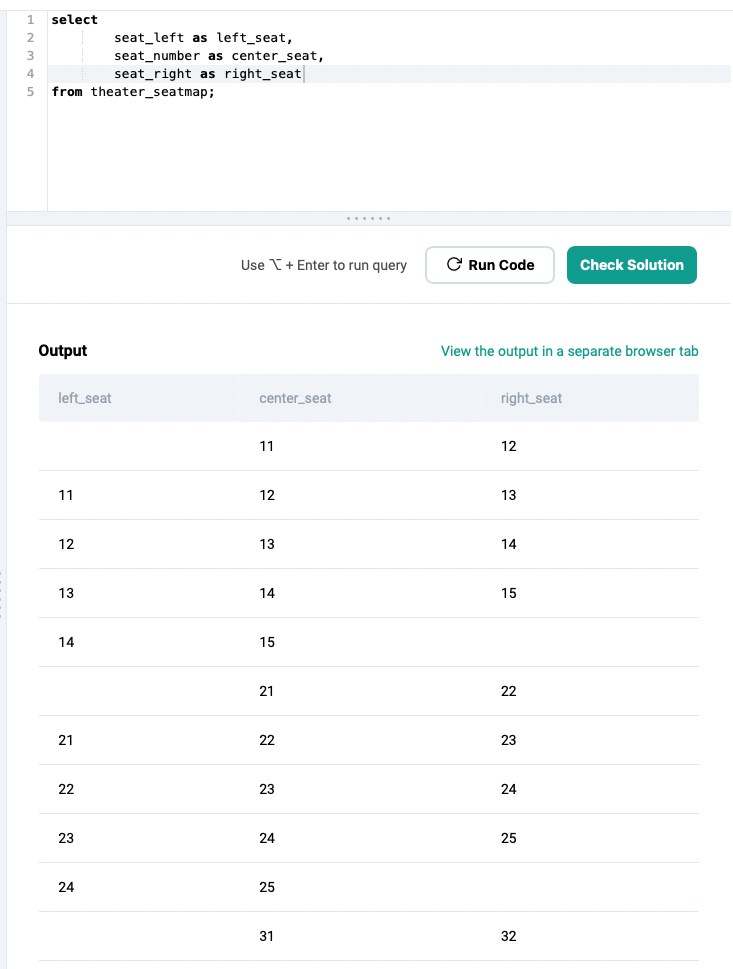 1 select
2 seat_left as left_seat,
3 seat_number as center_seat,
4 seat_right as right_seat
5 from theater_seatmap;
Use ⌥ + Enter to run query Run Code Check Solution
Output View the output in a separate browser tab
left_seat center_seat right_seat
11 12
11 12 13
12 13 14
13 14 15
14 15
21 22
21 22 23
22 23 24
23 24 25
24 25
31 32